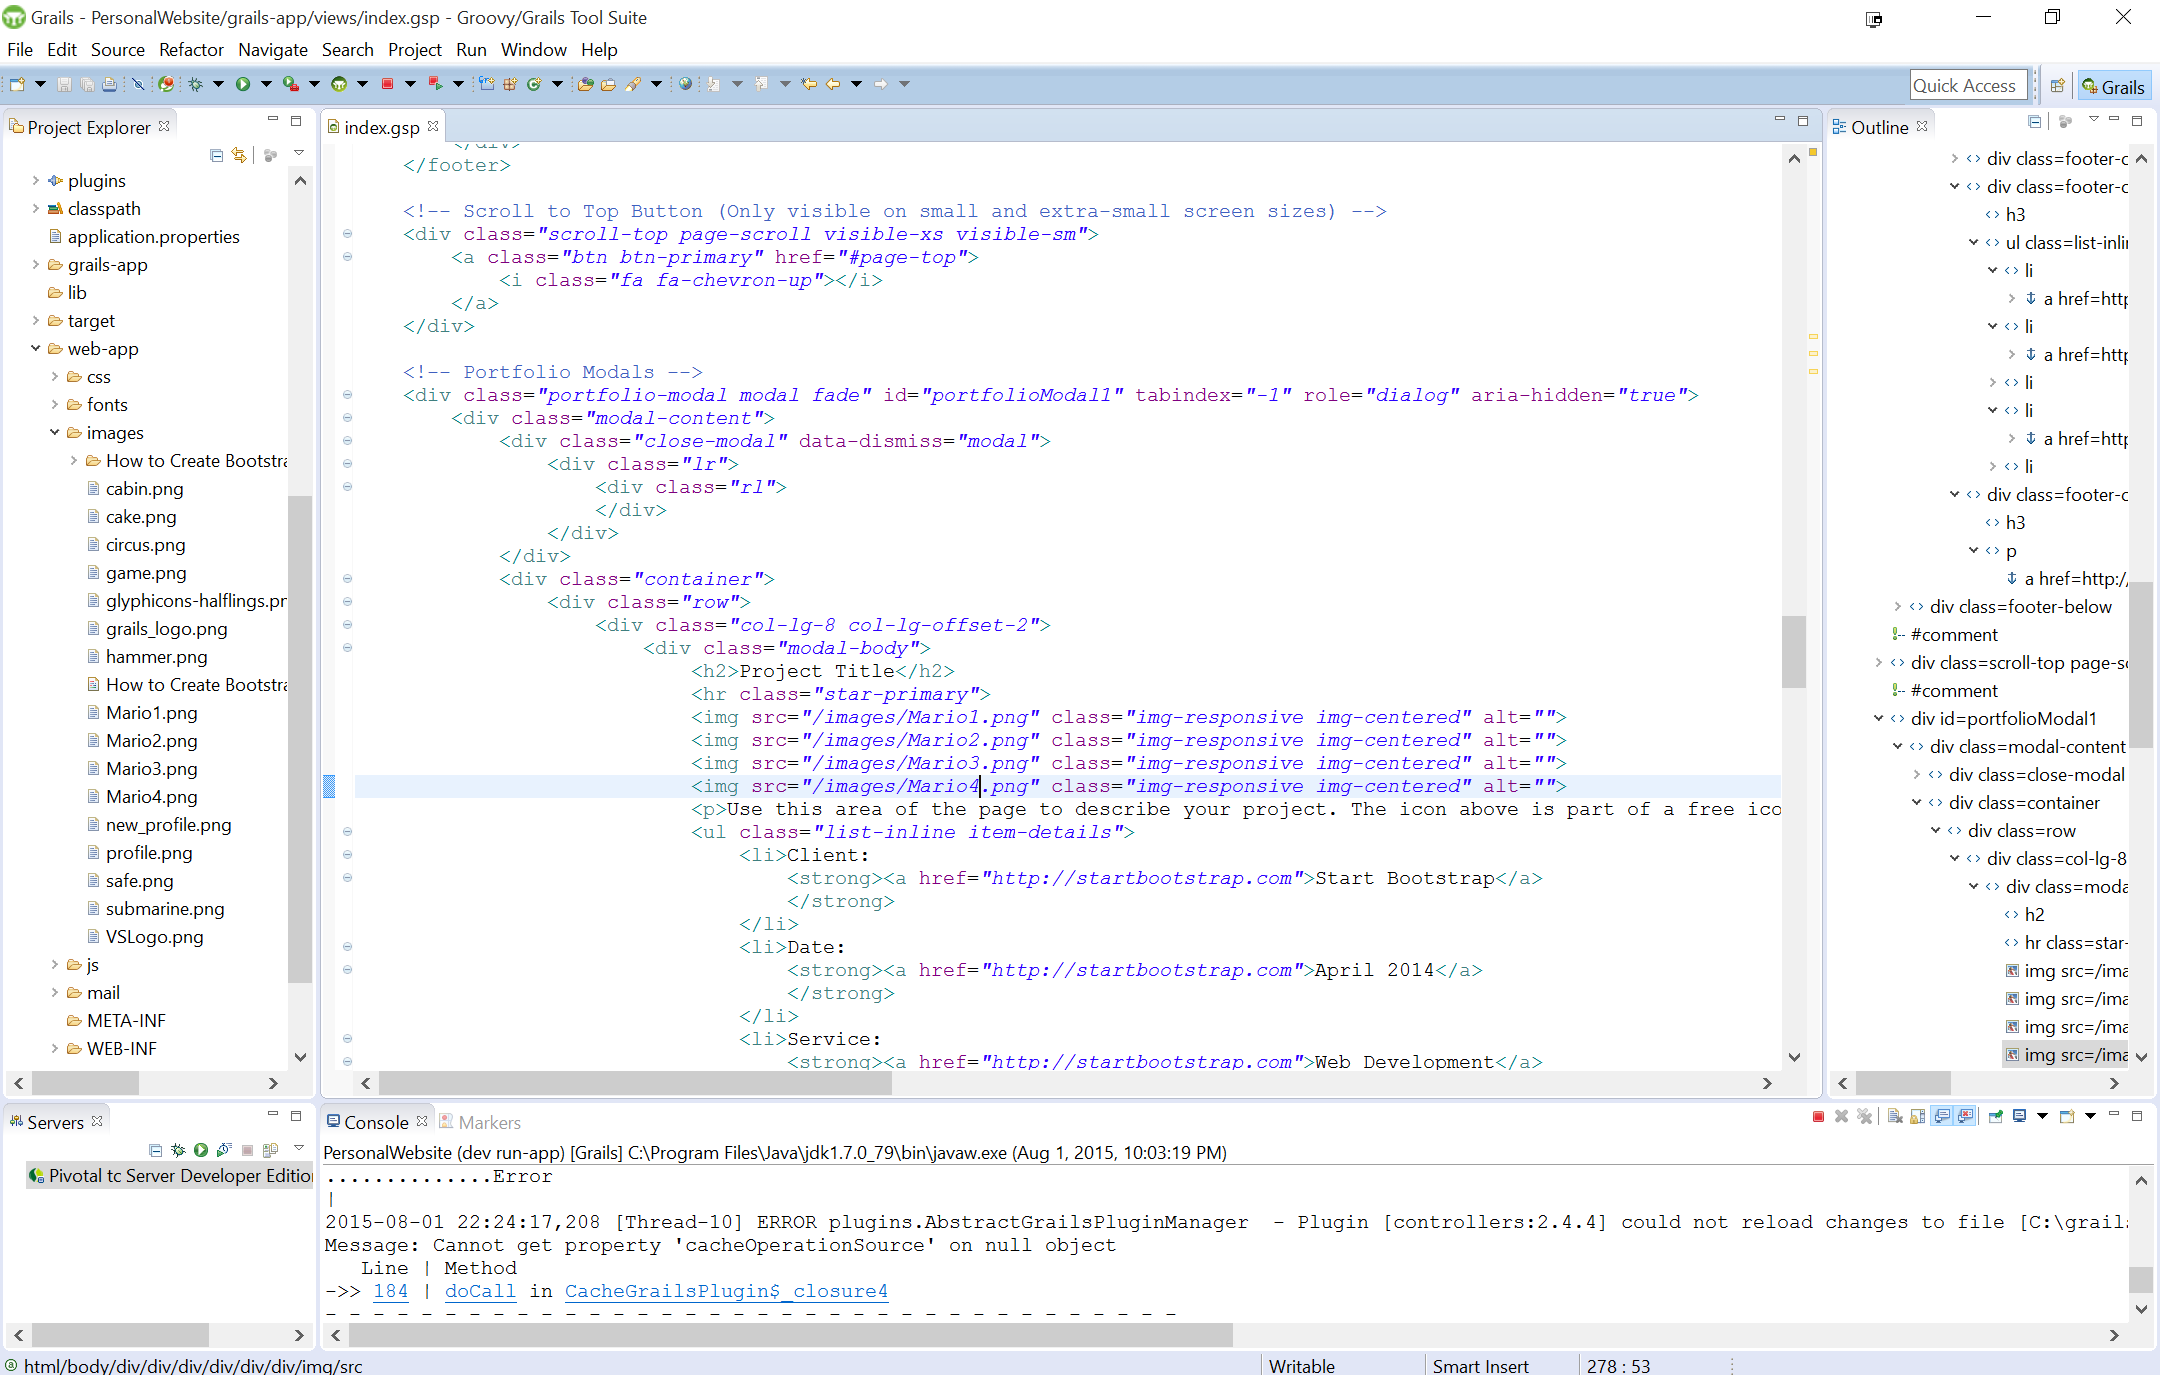 Grails - PersonalWebsite/grails-app/views/index.gsp - Groovy/Grails Tool Suite
File Edit Source Refactor Navigate Search Project Run Window Help
Quick Access
Grails
Project Explorer
plugins
classpath
application.properties
grails-app
lib
target
web-app
css
fonts
images
How to Create Bootstra
cabin.png
cake.png
circus.png
game.png
glyphicons-halflings.pr
grails_logo.png
hammer.png
How to Create Bootstra
Mario1.png
Mario2.png
Mario3.png
Mario4.png
new_profile.png
profile.png
safe.png
submarine.png
VSLogo.png
js
mail
META-INF
WEB-INF
index.gsp
</div>
</footer>
<!-- Scroll to Top Button (Only visible on small and extra-small screen sizes) -->
<div class="scroll-top page-scroll visible-xs visible-sm">
<a class="btn btn-primary" href="#page-top">
<i class="fa fa-chevron-up"></i>
</a>
</div>
<!-- Portfolio Modals -->
<div class="portfolio-modal modal fade" id="portfolioModal1" tabindex="-1" role="dialog" aria-hidden="true">
<div class="modal-content">
<div class="close-modal" data-dismiss="modal">
<div class="lr">
<div class="rl">
</div>
</div>
</div>
<div class="container">
<div class="row">
<div class="col-lg-8 col-lg-offset-2">
<div class="modal-body">
<h2>Project Title</h2>
<hr class="star-primary">
<img src="/images/Mario1.png" class="img-responsive img-centered" alt="">
<img src="/images/Mario2.png" class="img-responsive img-centered" alt="">
<img src="/images/Mario3.png" class="img-responsive img-centered" alt="">
<img src="/images/Mario4.png" class="img-responsive img-centered" alt="">
<p>Use this area of the page to describe your project. The icon above is part of a free ico
<ul class="list-inline item-details">
<li>Client:
<strong><a href="http://startbootstrap.com">Start Bootstrap</a>
</strong>
</li>
<li>Date:
<strong><a href="http://startbootstrap.com">April 2014</a>
</strong>
</li>
<li>Service:
<strong><a href="http://startbootstrap.com">Web Development</a>
Outline
div class=footer-c
div class=footer-c
h3
ul class=list-inlin
li
a href=http
li
a href=http
li
li
a href=http
li
div class=footer-c
h3
p
a href=http:/
div class=footer-below
#comment
div class=scroll-top page-sc
#comment
div id=portfolioModal1
div class=modal-content
div class=close-modal
div class=container
div class=row
div class=col-lg-8
div class=moda
h2
hr class=star-
img src=/ima
img src=/ima
img src=/ima
img src=/ima
Servers
Pivotal tc Server Developer Editio
Console
Markers
PersonalWebsite (dev run-app) [Grails] C:\Program Files\Java\jdk1.7.0_79\bin\javaw.exe (Aug 1, 2015, 10:03:19 PM)
..............Error
|
2015-08-01 22:24:17,208 [Thread-10] ERROR plugins.AbstractGrailsPluginManager - Plugin [controllers:2.4.4] could not reload changes to file [C:\grails
Message: Cannot get property 'cacheOperationSource' on null object
Line | Method
->> 184 | doCall in CacheGrailsPlugin$_closure4
- - - - - - - - - - - - - - - - - - - - - - - - - - - - - - - - - - - -
html/body/div/div/div/div/div/div/img/src
Writable
Smart Insert
278 : 53